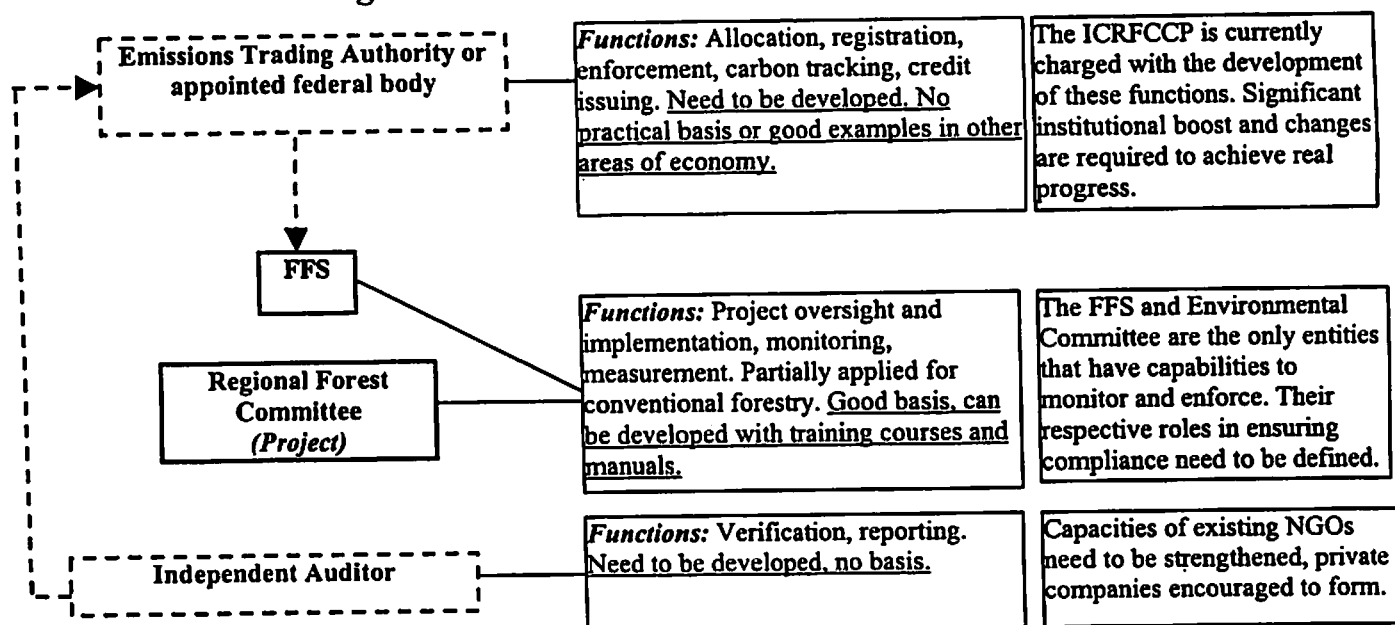 Emissions Trading Authority or
appointed federal body
Functions: Allocation, registration,
enforcement, carbon tracking, credit
issuing. Need to be developed. No
practical basis or good examples in other
areas of economy.
The ICRFCCP is currently
charged with the development
of these functions. Significant
institutional boost and changes
are required to achieve real
progress.
FFS
Regional Forest
Committee
(Project)
Functions: Project oversight and
implementation, monitoring,
measurement. Partially applied for
conventional forestry. Good basis, can
be developed with training courses and
manuals.
The FFS and Environmental
Committee are the only entities
that have capabilities to
monitor and enforce. Their
respective roles in ensuring
compliance need to be defined.
Independent Auditor
Functions: Verification, reporting.
Need to be developed, no basis.
Capacities of existing NGOs
need to be strengthened, private
companies encouraged to form.